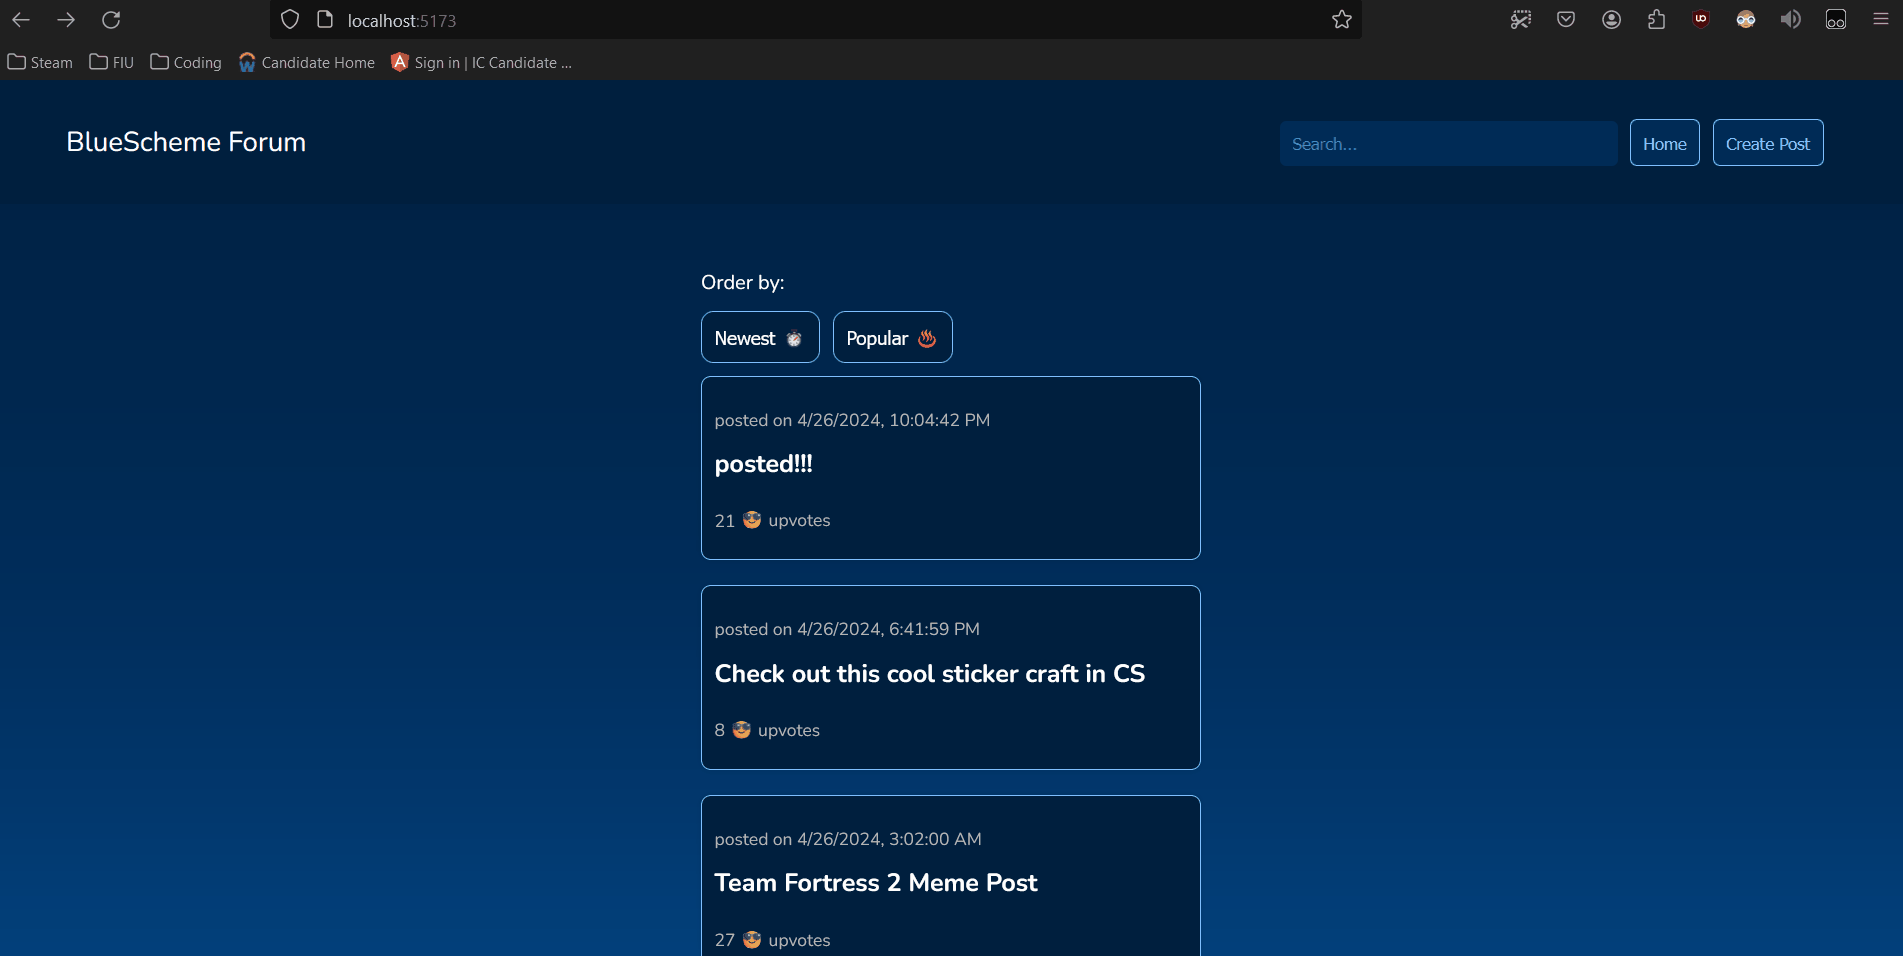 localhost:5173
Steam
FIU
Coding
Candidate Home
Sign in | IC Candidate ...
BlueScheme Forum
Search...
Home
Create Post
Order by:
Newest ⏱
Popular ♨
posted on 4/26/2024, 10:04:42 PM
posted!!!
21 😎 upvotes
posted on 4/26/2024, 6:41:59 PM
Check out this cool sticker craft in CS
8 😎 upvotes
posted on 4/26/2024, 3:02:00 AM
Team Fortress 2 Meme Post
27 😎 upvotes